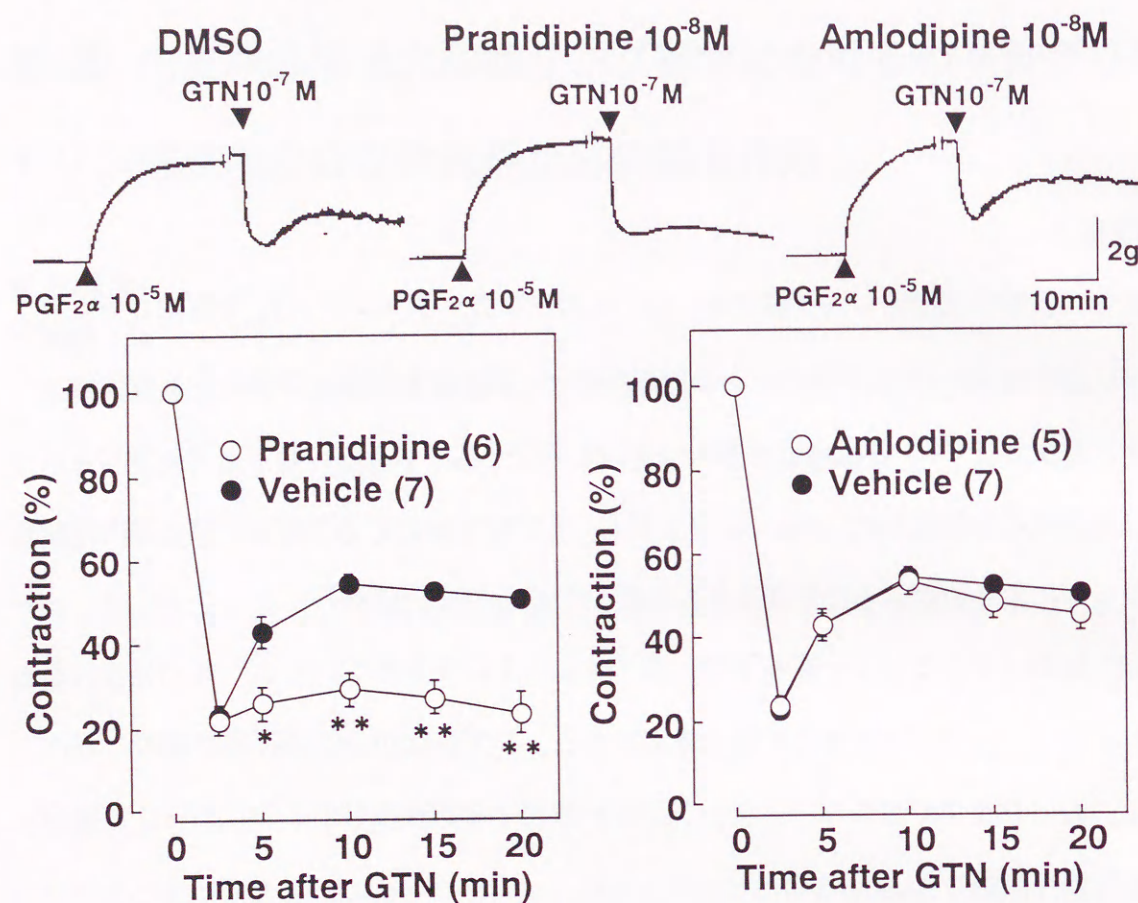 DMSO
GTN10⁻⁷ M
PGF₂α 10⁻⁵M
Pranidipine 10⁻⁸M
GTN10⁻⁷ M
PGF₂α 10⁻⁵M
Amlodipine 10⁻⁸M
GTN10⁻⁷ M
PGF₂α 10⁻⁵M
2g
10min
Contraction (%)
100
80
60
40
20
0
Pranidipine (6)
Vehicle (7)
*
**
**
**
0 5 10 15 20
Time after GTN (min)
Contraction (%)
100
80
60
40
20
0
Amlodipine (5)
Vehicle (7)
0 5 10 15 20
Time after GTN (min)